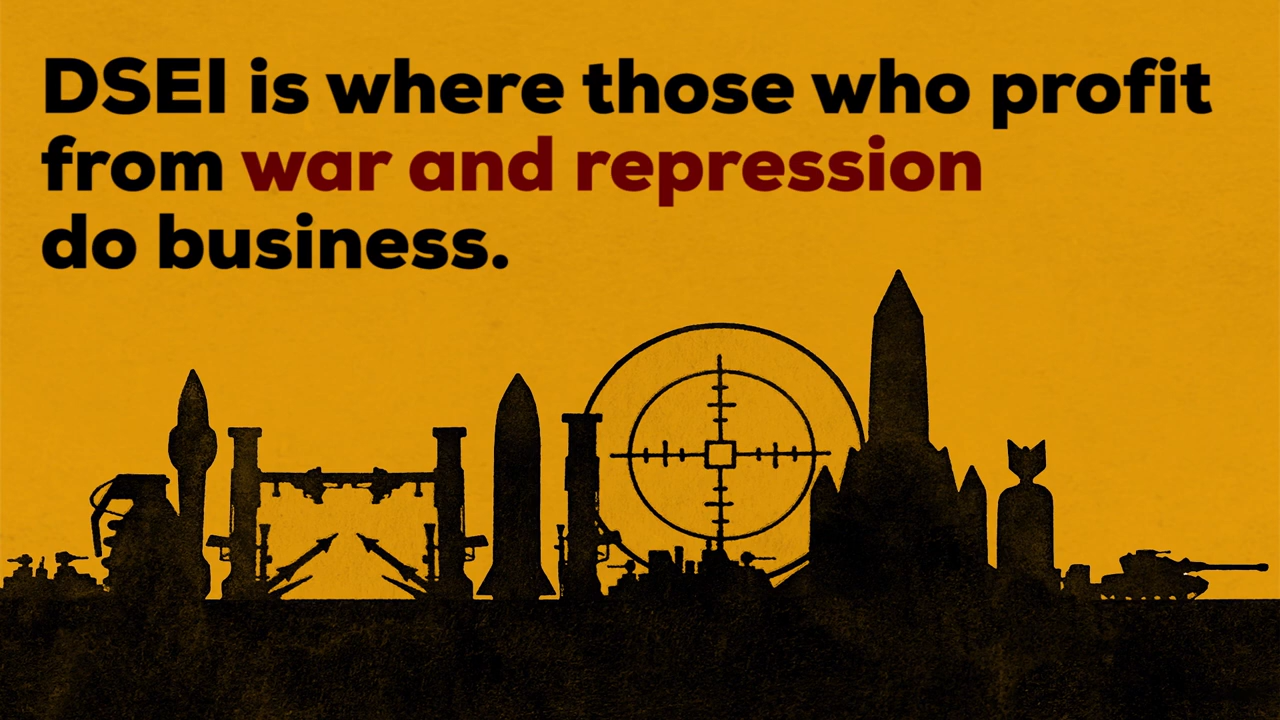 DSEI is where those who profit
from war and repression
do business.